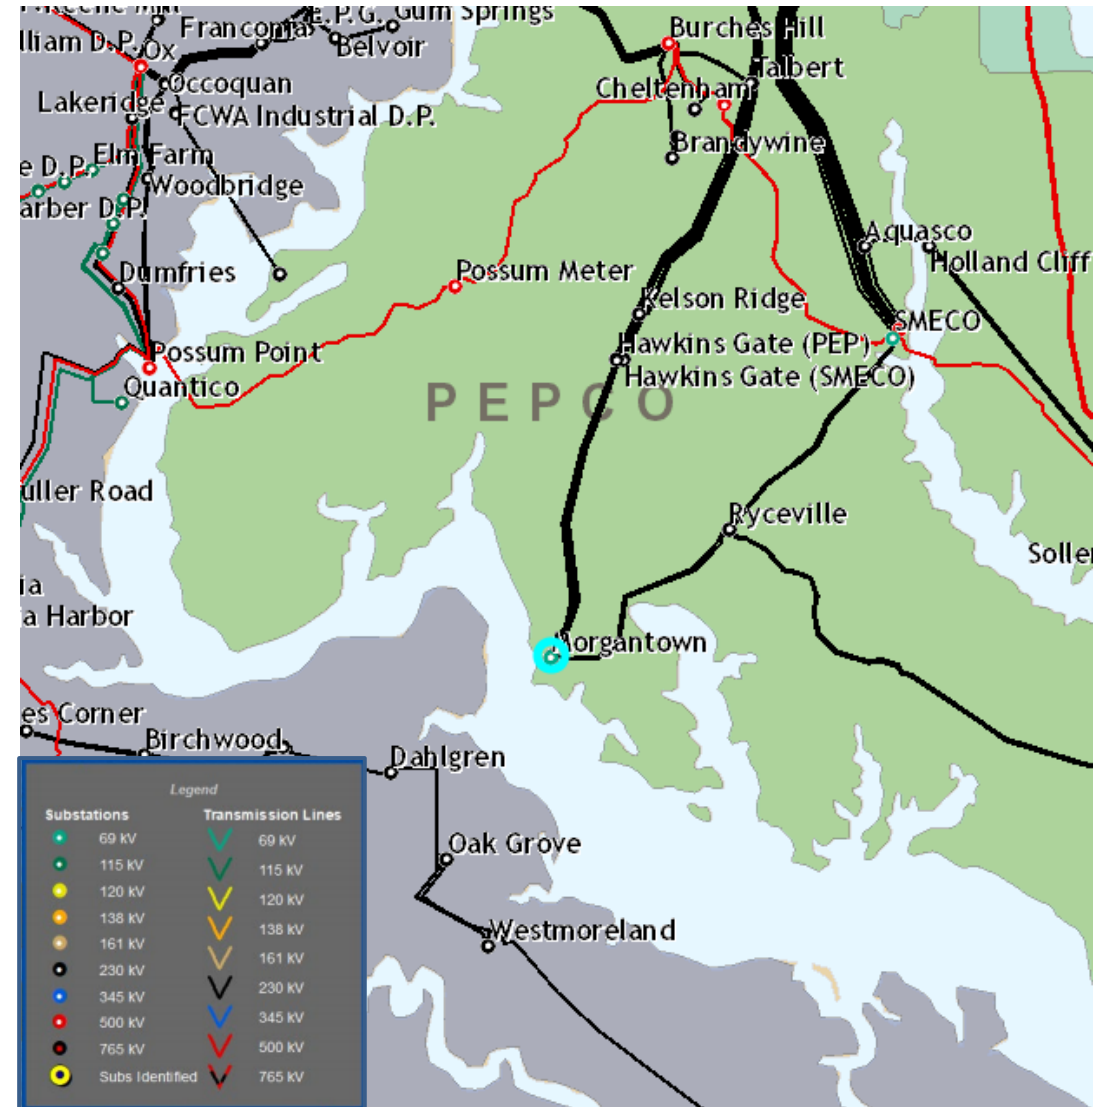 E.P.G.
Gum Springs
Franconia
Belvoir
Burches Hill
lliam D.P.
Ox
Talbert
Occoquan
Cheltenham
Lakeridge
FCWA Industrial D.P.
Brandywine
e D.P.
Elm Farm
Woodbridge
arber D.P.
Aquasco
Holland Cliff
Dumfries
Possum Meter
Kelson Ridge
SMECO
Possum Point
Hawkins Gate (PEP)
Quantico
Hawkins Gate (SMECO)
PEPCO
uller Road
Ryceville
Soller
ia
a Harbor
Morgantown
es Corner
Birchwood
Dahlgren
Oak Grove
Westmoreland
Legend
Substations Transmission Lines
69 kV 69 kV
115 kV 115 kV
120 kV 120 kV
138 kV 138 kV
161 kV 161 kV
230 kV 230 kV
345 kV 345 kV
500 kV 500 kV
765 kV 765 kV
Subs Identified